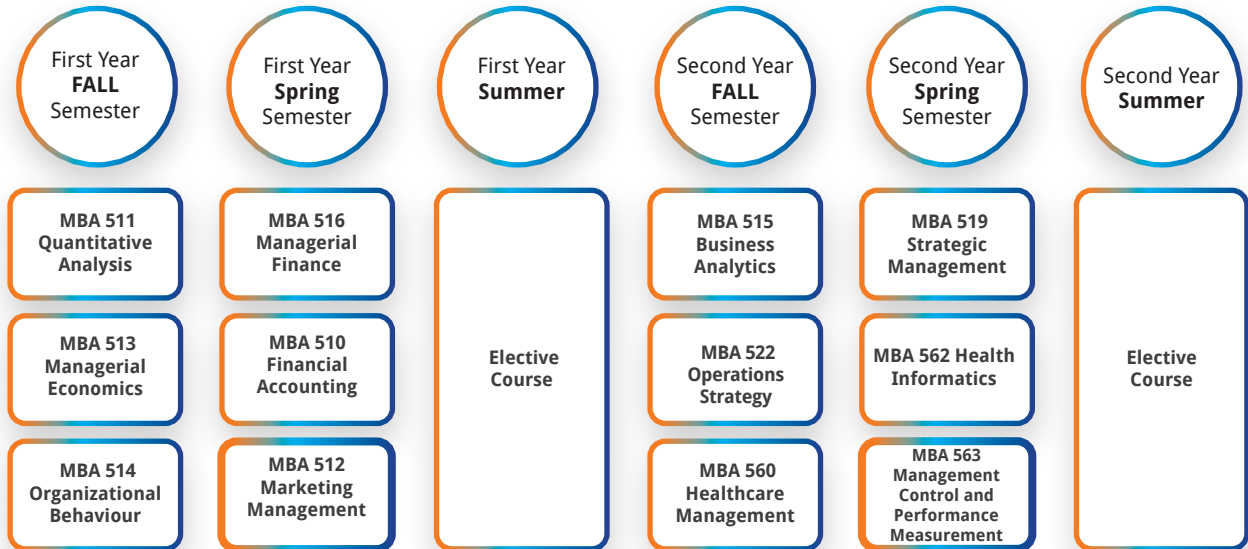 First Year
FALL
Semester
First Year
Spring
Semester
First Year
Summer
Second Year
FALL
Semester
Second Year
Spring
Semester
Second Year
Summer
MBA 511
Quantitative
Analysis
MBA 513
Managerial
Economics
MBA 514
Organizational
Behaviour
MBA 516
Managerial
Finance
MBA 510
Financial
Accounting
MBA 512
Marketing
Management
Elective
Course
MBA 515
Business
Analytics
MBA 522
Operations
Strategy
MBA 560
Healthcare
Management
MBA 519
Strategic
Management
MBA 562 Health
Informatics
MBA 563
Management
Control and
Performance
Measurement
Elective
Course